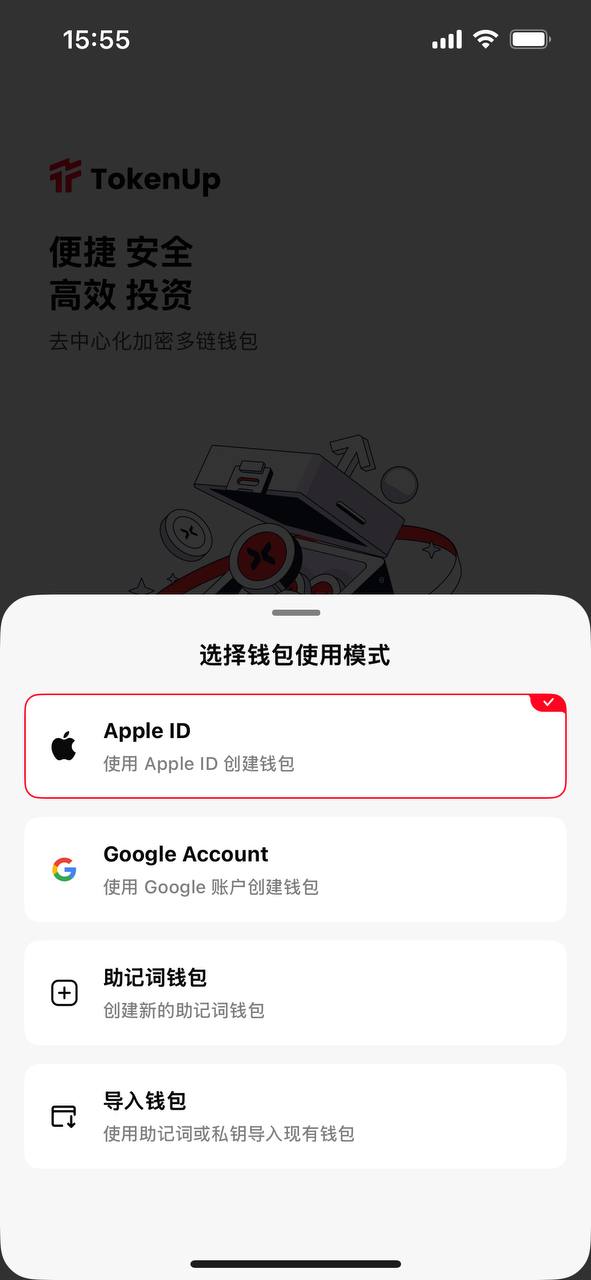 15:55
TokenUp
便捷 安全
高效 投资
去中心化加密多链钱包
选择钱包使用模式
Apple ID
使用 Apple ID 创建钱包
Google Account
使用 Google 账户创建钱包
助记词钱包
创建新的助记词钱包
导入钱包
使用助记词或私钥导入现有钱包